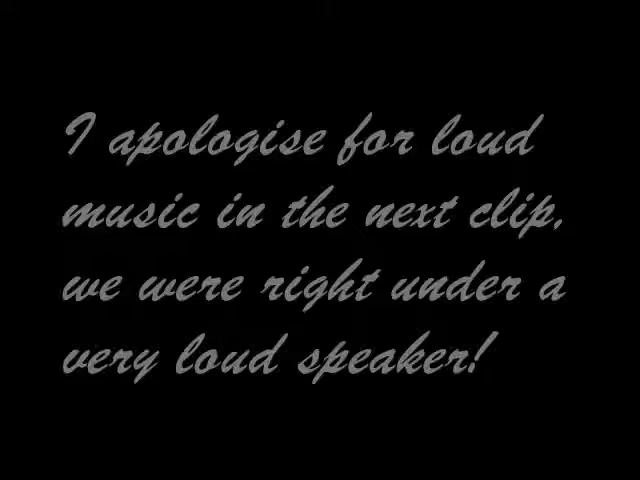 I apologise for loud
music in the next clip,
we were right under a
very loud speaker!